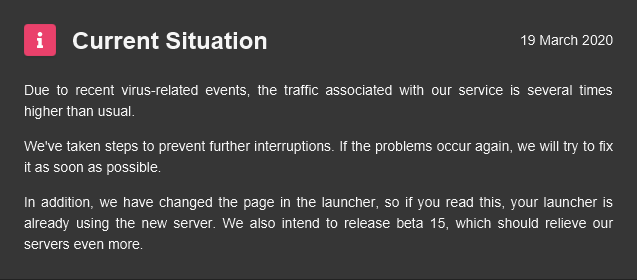 Current Situation
19 March 2020
Due to recent virus-related events, the traffic associated with our service is several times
higher than usual.
We've taken steps to prevent further interruptions. If the problems occur again, we will try to fix
it as soon as possible.
In addition, we have changed the page in the launcher, so if you read this, your launcher is
already using the new server. We also intend to release beta 15, which should relieve our
servers even more.